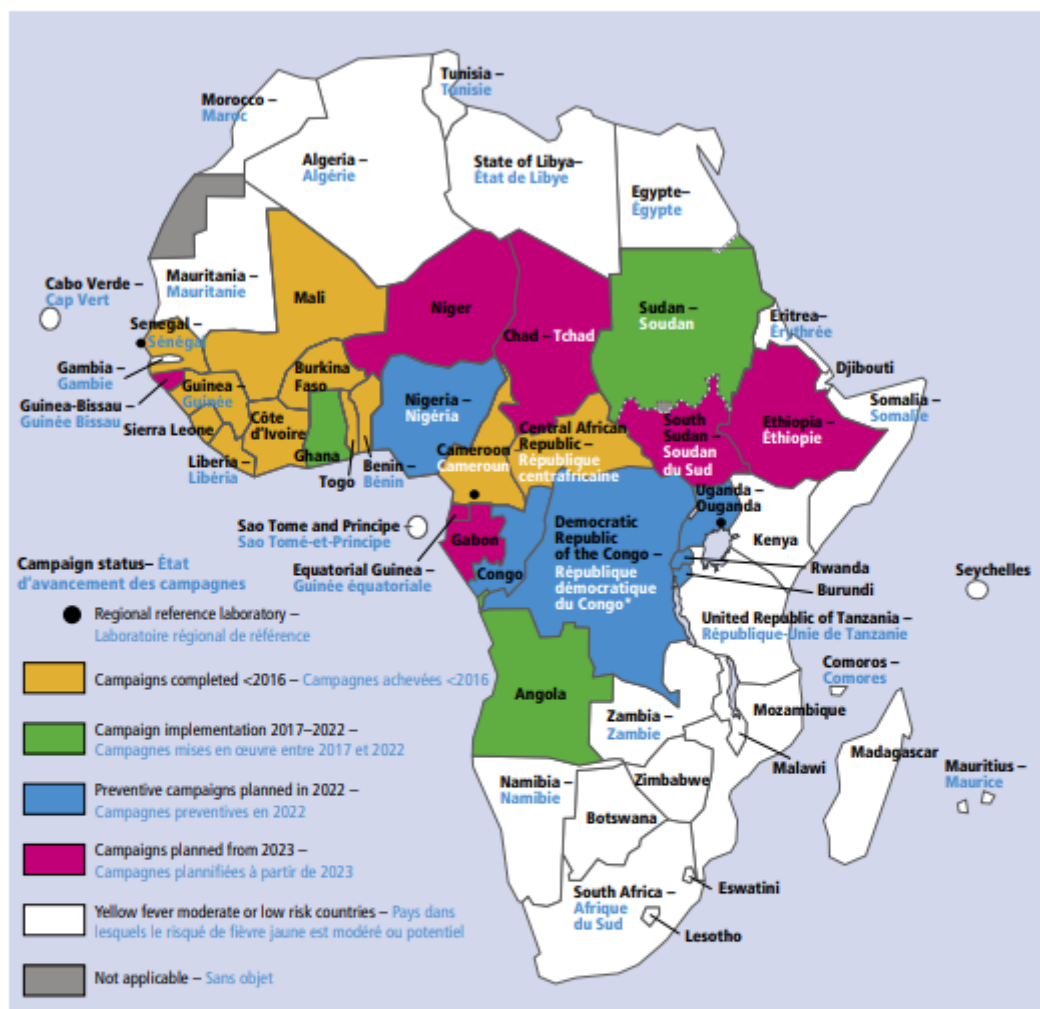 Tunisia –
Tunisie
Morocco –
Maroc
Algeria –
Algérie
State of Libya–
État de Libye
Egypte–
Égypte
Cabo Verde –
Cap Vert
Mauritania –
Mauritanie
Mali
Niger
Chad – Tchad
Sudan –
Soudan
Eritrea–
Érythrée
Senegal –
Sénégal
Gambia –
Gambie
Guinea-Bissau –
Guinée Bissau
Guinea –
Guinée
Sierra Leone
Liberia –
Libéria
Côte
d'Ivoire
Burkina
Faso
Ghana
Togo
Benin –
Bénin
Nigeria –
Nigéria
Cameroon –
Cameroun
Central African
Republic –
République
centrafricaine
South
Sudan –
Soudan
du Sud
Ethiopia –
Éthiopie
Djibouti
Somalia –
Somalie
Uganda –
Ouganda
Kenya
Rwanda
Burundi
Seychelles
Sao Tome and Principe –
Sao Tomé-et-Principe
Equatorial Guinea –
Guinée équatoriale
Gabon
Congo
Democratic
Republic
of the Congo –
République
démocratique
du Congo*
United Republic of Tanzania –
République-Unie de Tanzanie
Comoros –
Comores
Angola
Zambia –
Zambie
Mozambique
Malawi
Madagascar
Mauritius –
Maurice
Namibia –
Namibie
Zimbabwe
Botswana
South Africa –
Afrique
du Sud
Eswatini
Lesotho
Campaign status– État
d'avancement des campagnes
Regional reference laboratory –
Laboratoire régional de référence
Campaigns completed <2016 – Campagnes achevées <2016
Campaign implementation 2017–2022 –
Campagnes mises en œuvre entre 2017 et 2022
Preventive campaigns planned in 2022 –
Campagnes preventives en 2022
Campaigns planned from 2023 –
Campagnes plannifiées à partir de 2023
Yellow fever moderate or low risk countries – Pays dans
lesquels le risqué de fièvre jaune est modéré ou potentiel
Not applicable – Sans objet